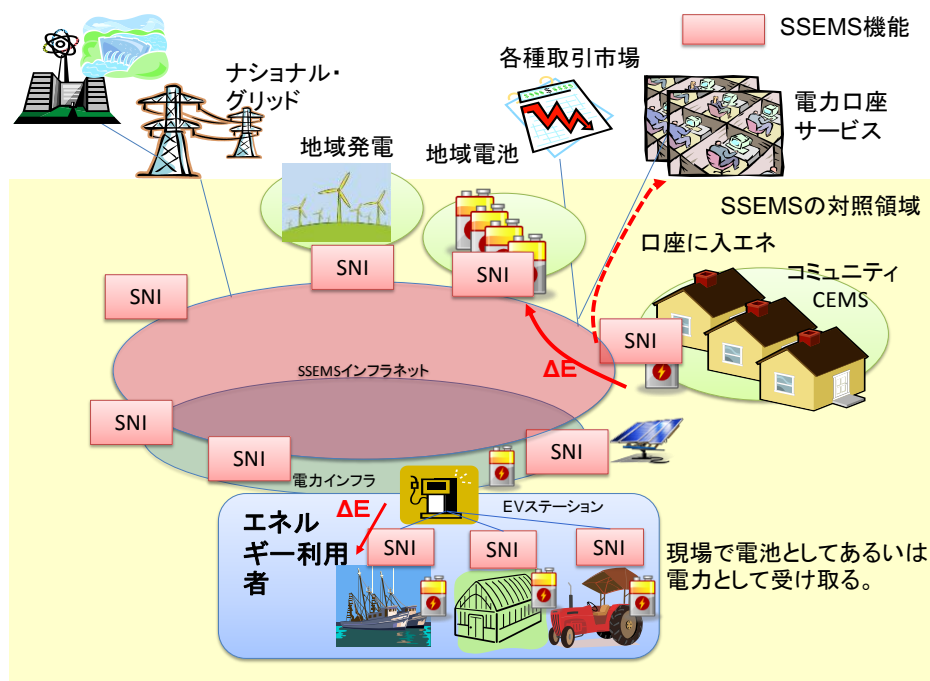 SSEMS機能
各種取引市場
ナショナル・
グリッド
電力口座
サービス
地域発電
地域電池
SSEMSの対照領域
口座に入エネ
コミュニティ
CEMS
SNI
SNI
SNI
SNI
ΔE
SSEMSインフラネット
SNI
SNI
SNI
電力インフラ
EVステーション
ΔE
エネル
ギー利用
者
SNI
SNI
SNI
現場で電池としてあるいは
電力として受け取る。